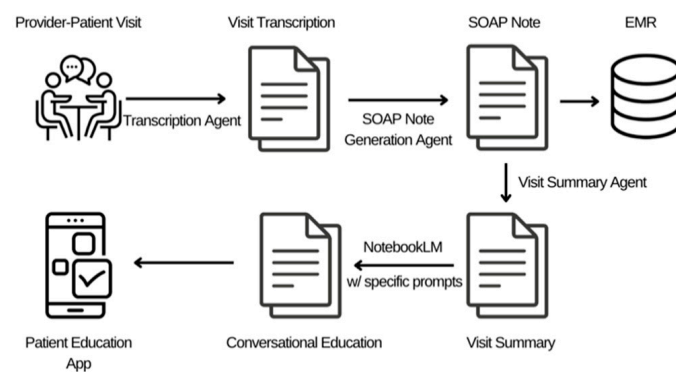 Provider-Patient Visit
Visit Transcription
SOAP Note
EMR
Transcription Agent
SOAP Note
Generation Agent
Visit Summary Agent
NotebookLM
w/ specific prompts
Patient Education
App
Conversational Education
Visit Summary